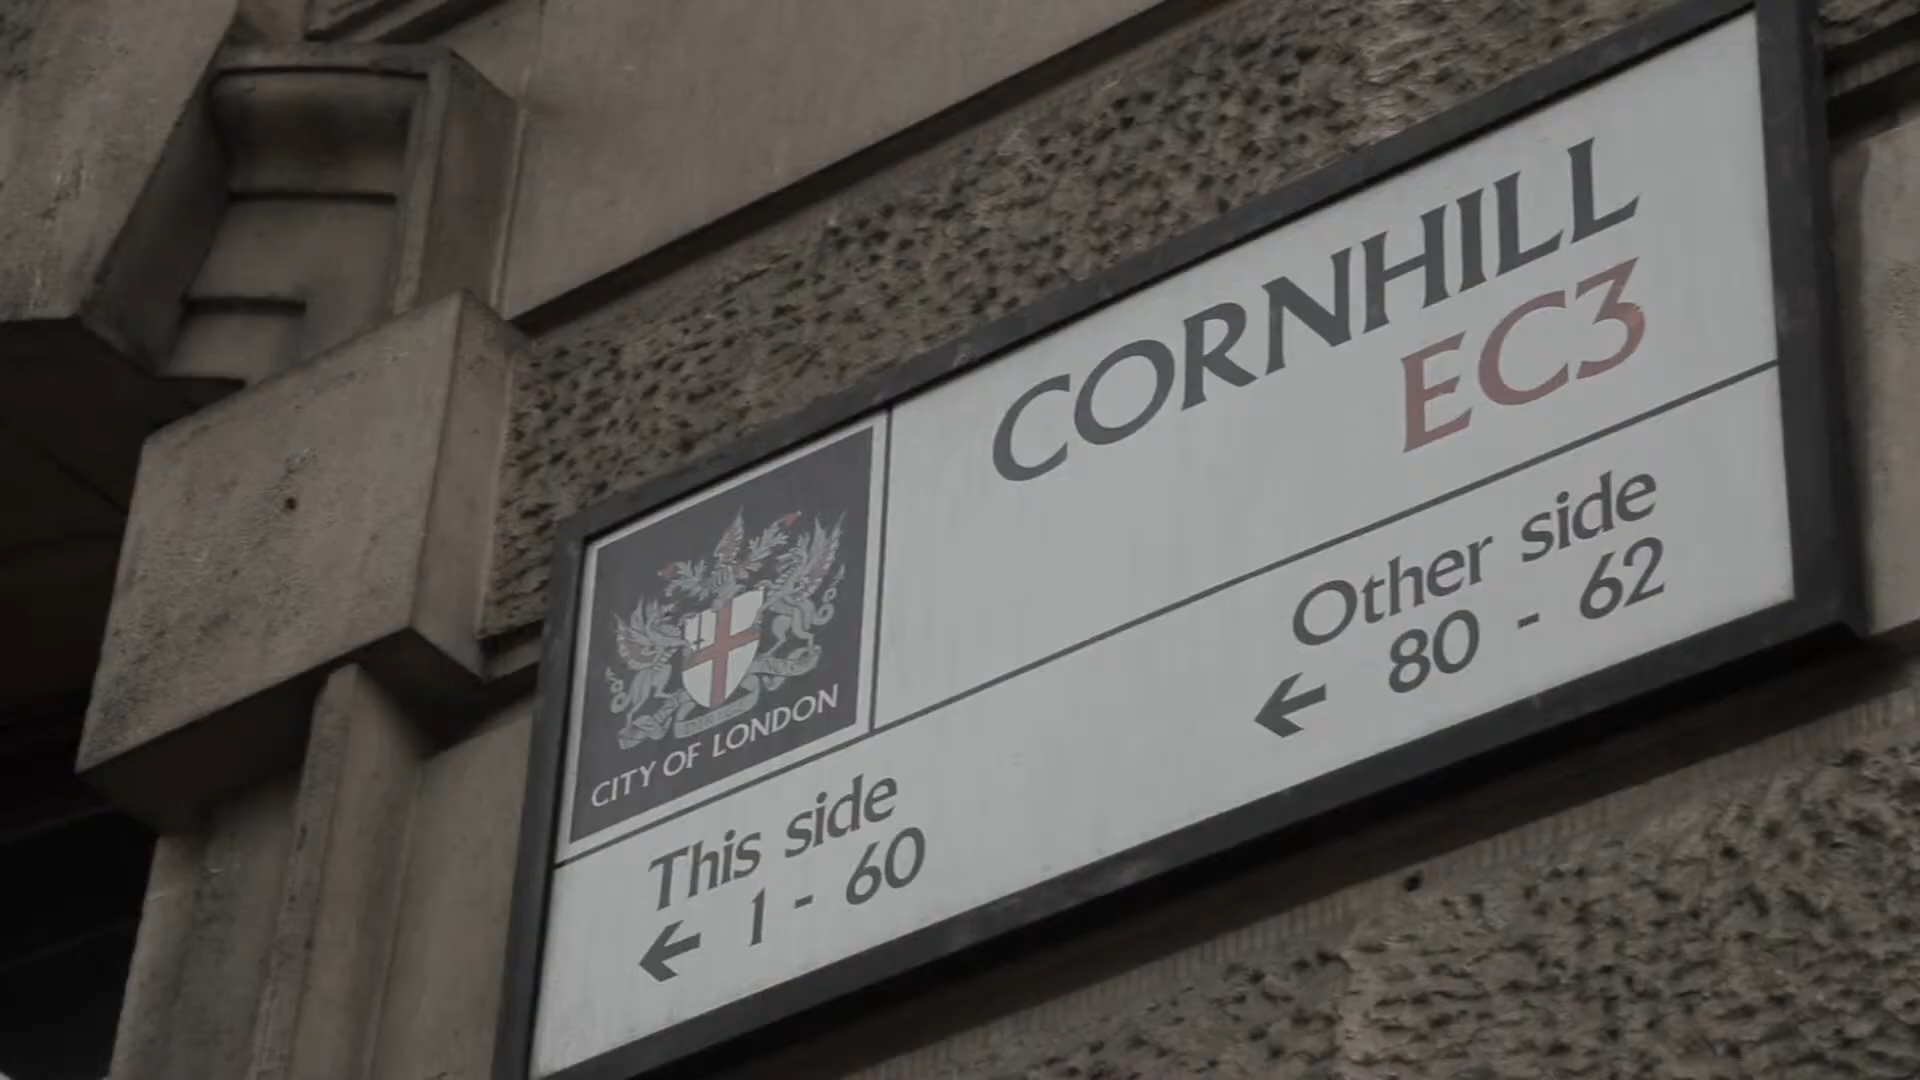 CORNHILL
EC3
CITY OF LONDON
Other side
← 80 - 62
This side
← 1 - 60